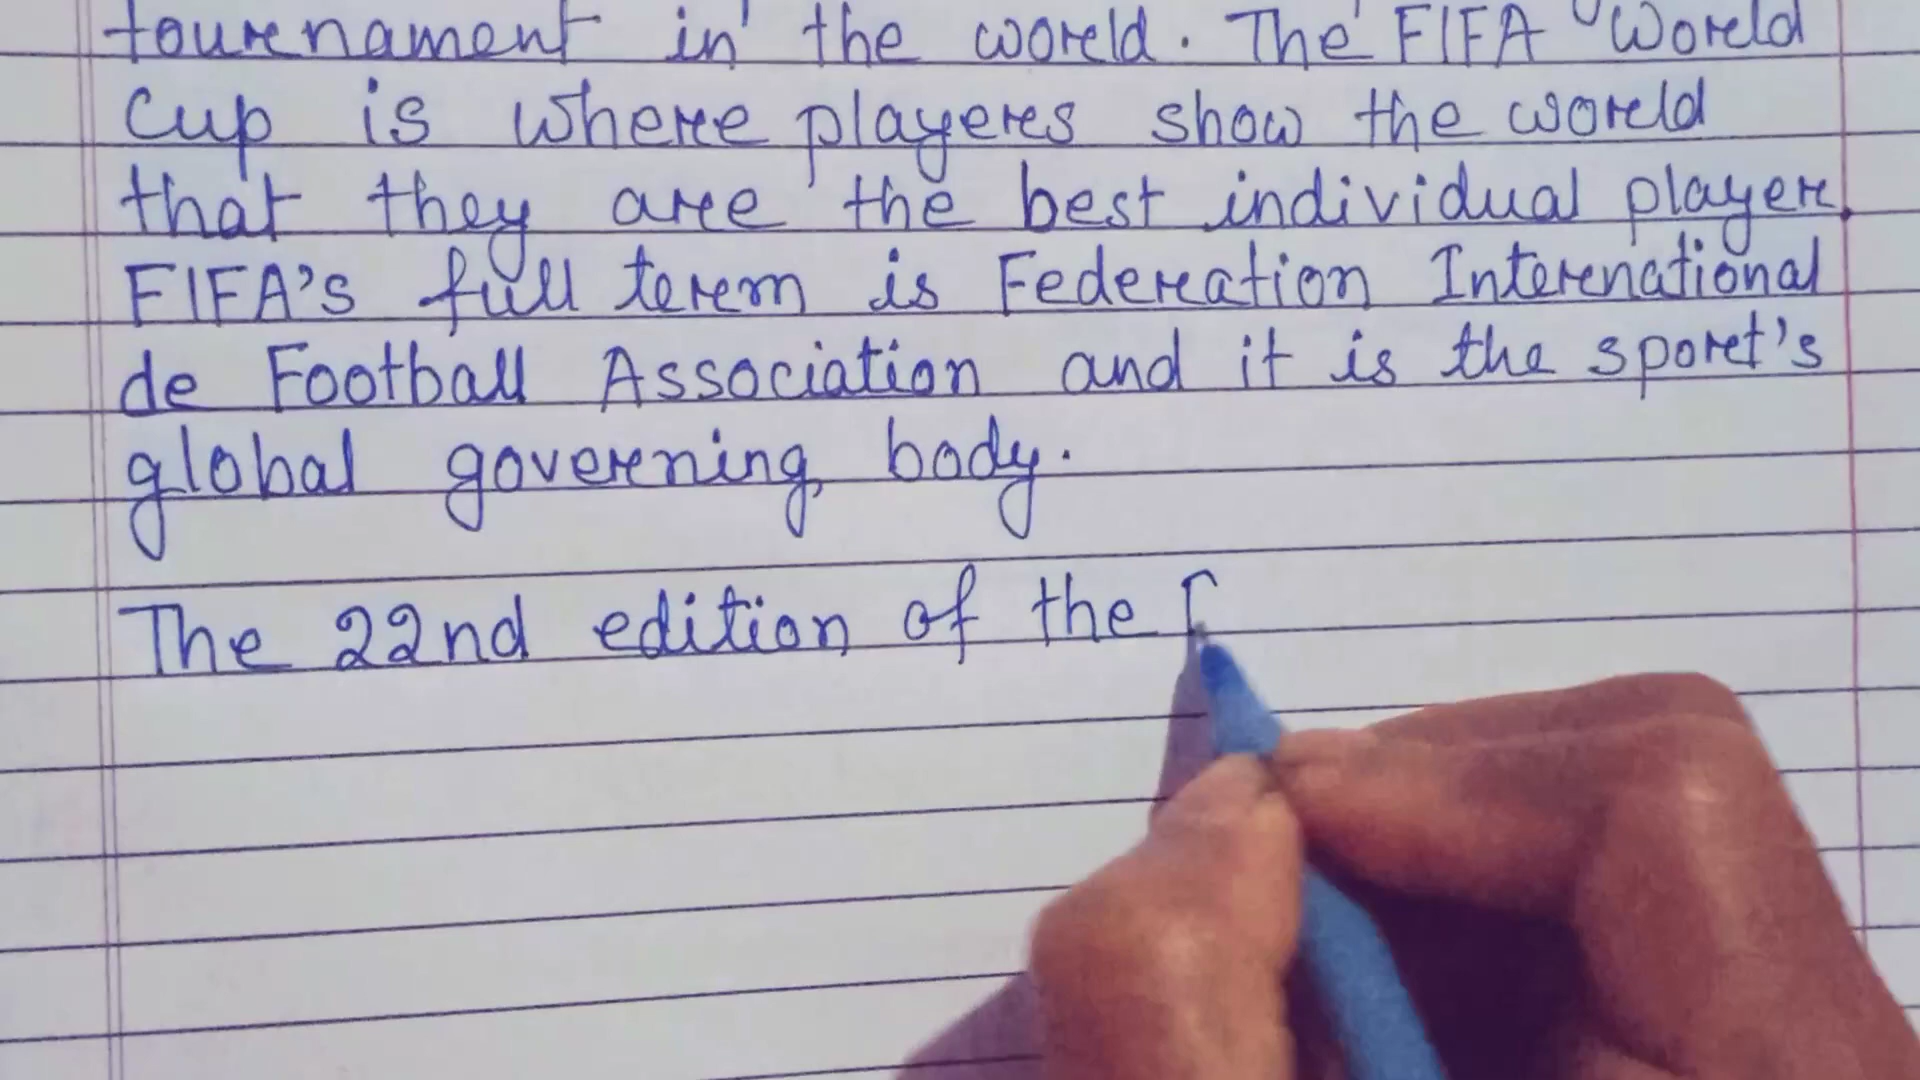 tournament in the world. The FIFA World
Cup is where players show the world
that they are the best individual player.
FIFA's full term is Federation International
de Football Association and it is the sport's
global governing body.
The 22nd edition of the